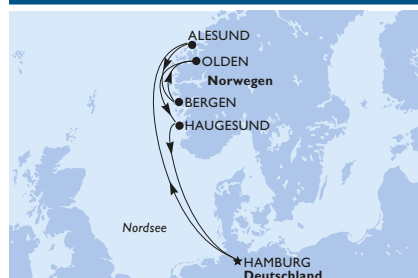 ALESUND
OLDEN
Norwegen
BERGEN
HAUGESUND
Nordsee
HAMBURG
Deutschland